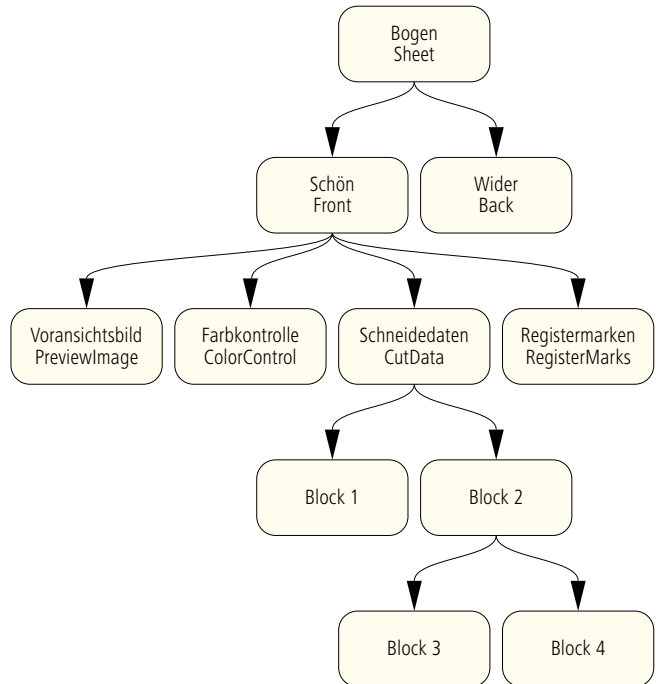 Bogen
Sheet
Schön
Front
Wider
Back
Voransichtsbild
PreviewImage
Farbkontrolle
ColorControl
Schneidedaten
CutData
Registermarken
RegisterMarks
Block 1
Block 2
Block 3
Block 4